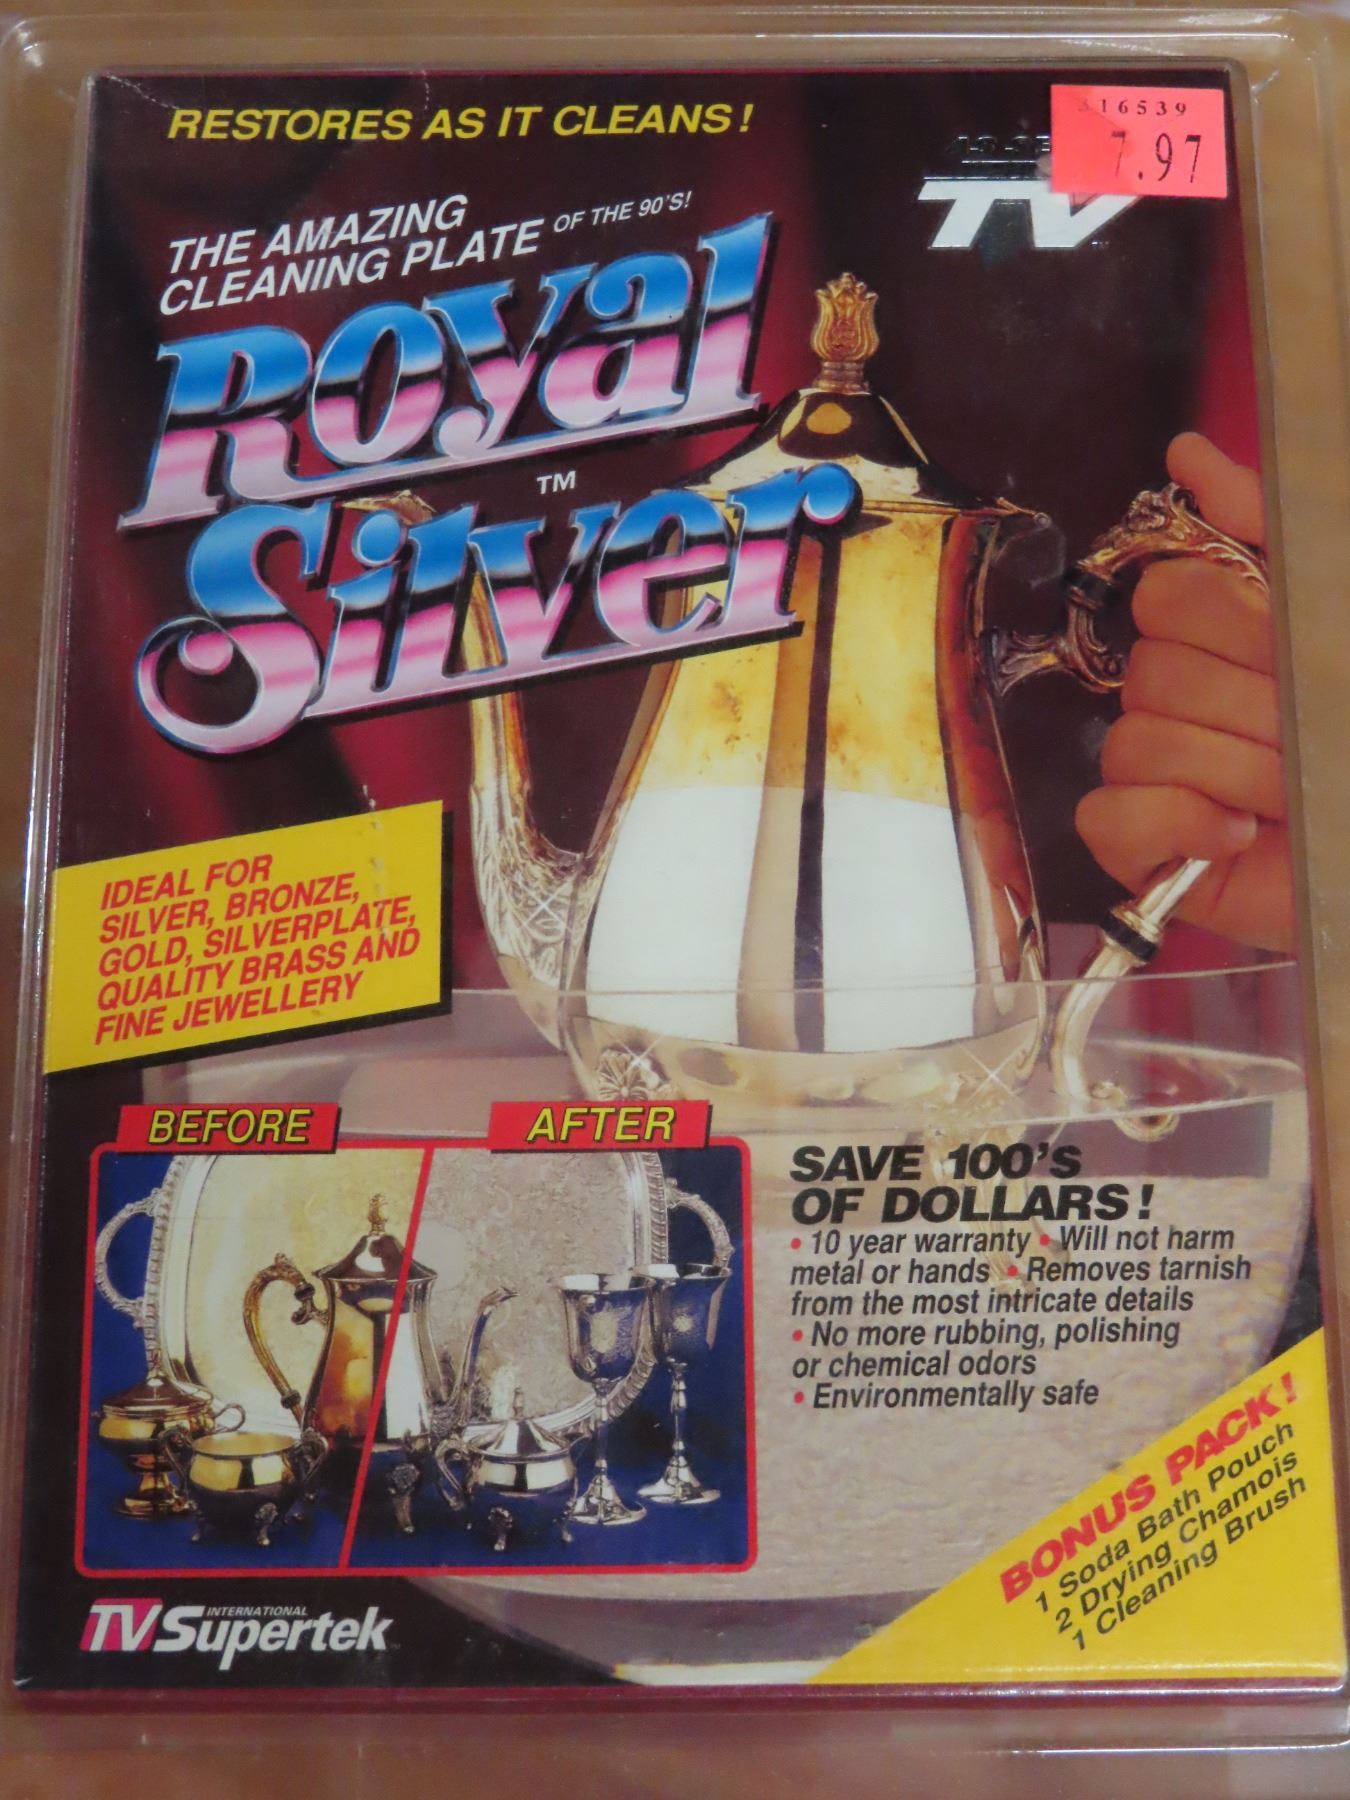 RESTORES AS IT CLEANS!
7.97
TV
THE AMAZING
CLEANING PLATE OF THE 90'S!
Royal
Silver
TM
IDEAL FOR
SILVER, BRONZE,
GOLD, SILVERPLATE,
QUALITY BRASS AND
FINE JEWELLERY
BEFORE
AFTER
SAVE 100'S
OF DOLLARS!
• 10 year warranty • Will not harm
metal or hands • Removes tarnish
from the most intricate details
• No more rubbing, polishing
or chemical odors
• Environmentally safe
BONUS PACK!
1 Soda Bath Pouch
2 Drying Chamois
1 Cleaning Brush
TV INTERNATIONAL
Supertek